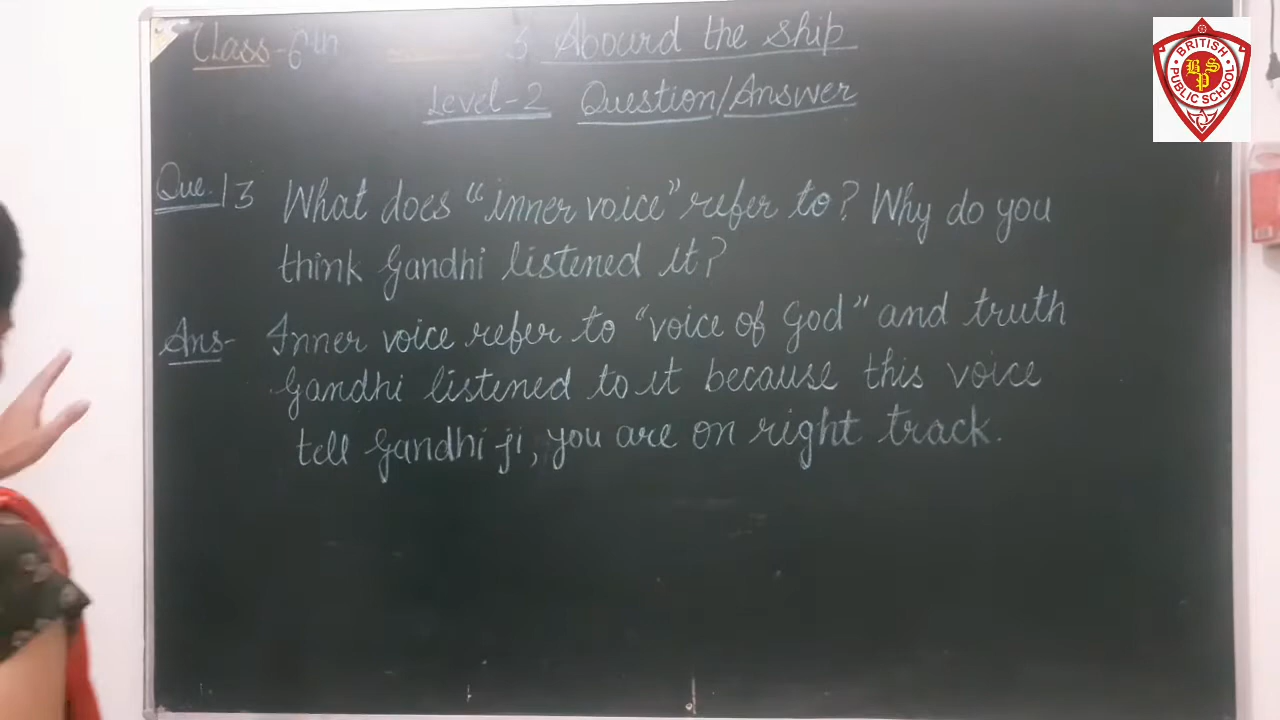 Class-6th 3 Abourd the ship
Level-2 Question/Answer
Que.13 What does "inner voice" refer to? Why do you
think Gandhi listened it?
Ans- Inner voice refer to "voice of God" and truth
Gandhi listened to it because this voice
tell Gandhi ji, you are on right track.
BRITISH
BPS
PUBLIC SCHOOL